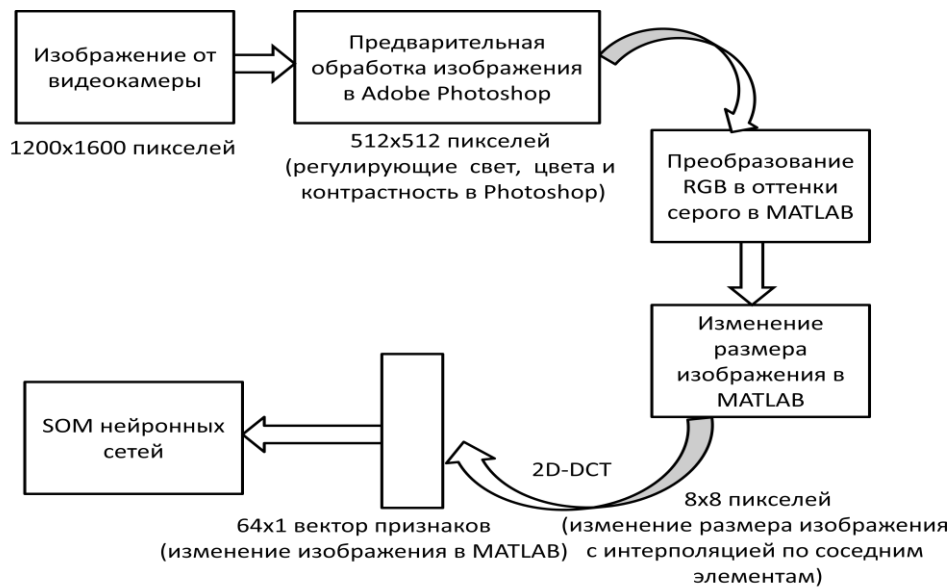 Изображение от
видеокамеры
1200x1600 пикселей
Предварительная
обработка изображения
в Adobe Photoshop
512x512 пикселей
(регулирующие свет, цвета и
контрастность в Photoshop)
Преобразование
RGB в оттенки
серого в MATLAB
Изменение
размера
изображения в
MATLAB
8x8 пикселей
(изменение размера изображения
с интерполяцией по соседним
элементам)
2D-DCT
64x1 вектор признаков
(изменение изображения в MATLAB)
SOM нейронных
сетей